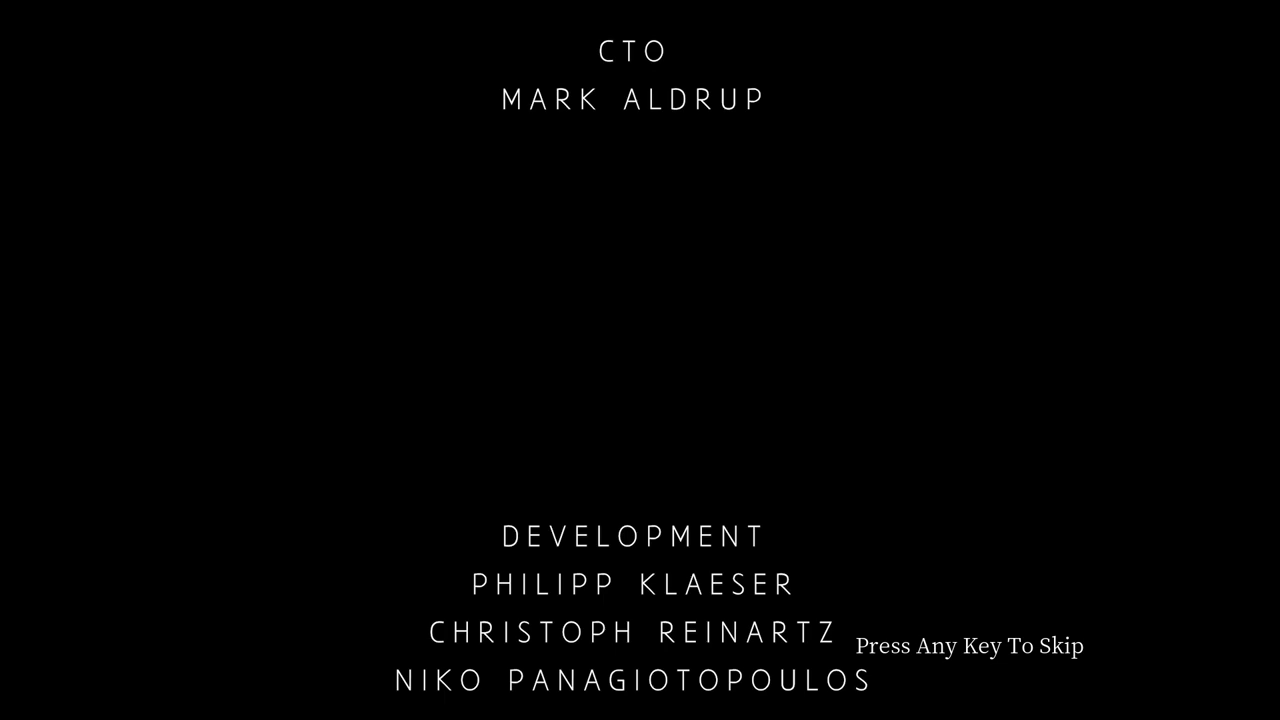 CTO
MARK ALDRUP
DEVELOPMENT
PHILIPP KLAESER
CHRISTOPH REINARTZ
Press Any Key To Skip
NIKO PANAGIOTOPOULOS